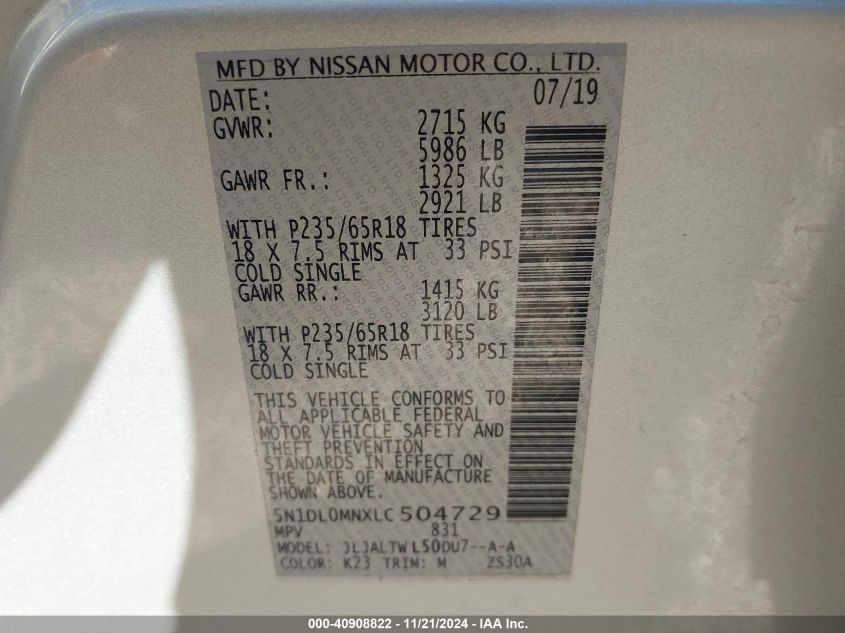 MFD BY NISSAN MOTOR CO., LTD.
DATE: 07/19
GVWR: 2715 KG
5986 LB
GAWR FR.: 1325 KG
2921 LB
WITH P235/65R18 TIRES
18 X 7.5 RIMS AT 33 PSI
COLD SINGLE
GAWR RR.: 1415 KG
3120 LB
WITH P235/65R18 TIRES
18 X 7.5 RIMS AT 33 PSI
COLD SINGLE
THIS VEHICLE CONFORMS TO
ALL APPLICABLE FEDERAL
MOTOR VEHICLE SAFETY AND
THEFT PREVENTION
STANDARDS IN EFFECT ON
THE DATE OF MANUFACTURE
SHOWN ABOVE.
5N1DL0MNXLC504729
MPV 831
MODEL: JLJALTWL50DU7--A-A
COLOR: K23 TRIM: M ZS30A
000-40908822 - 11/21/2024 - IAA Inc.